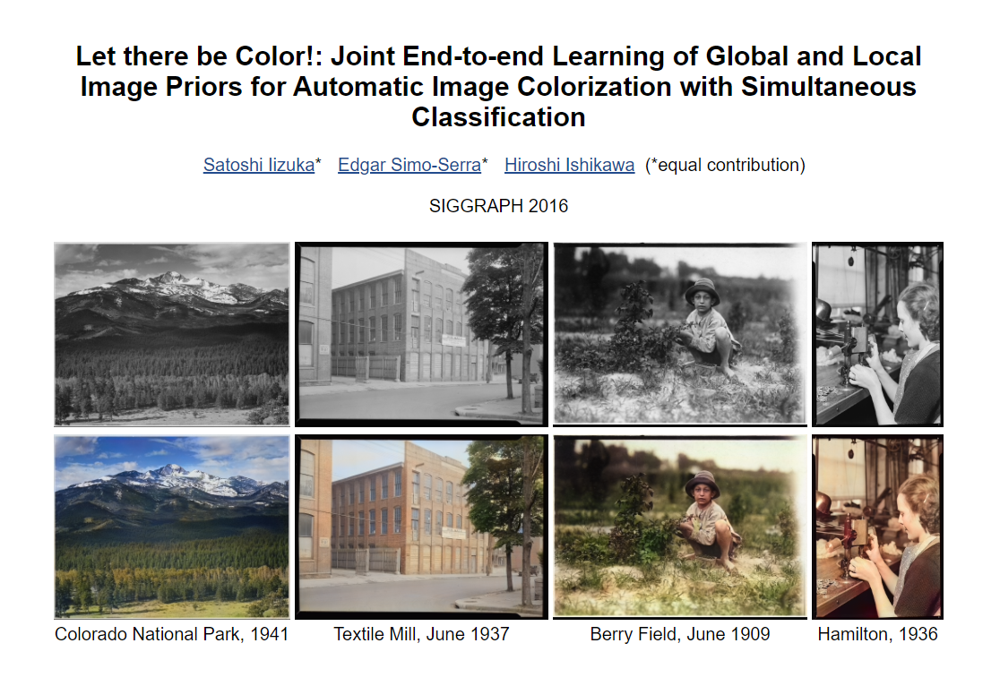 Let there be Color!: Joint End-to-end Learning of Global and Local
Image Priors for Automatic Image Colorization with Simultaneous
Classification
Satoshi Iizuka* Edgar Simo-Serra* Hiroshi Ishikawa (*equal contribution)
SIGGRAPH 2016
Colorado National Park, 1941 Textile Mill, June 1937 Berry Field, June 1909 Hamilton, 1936